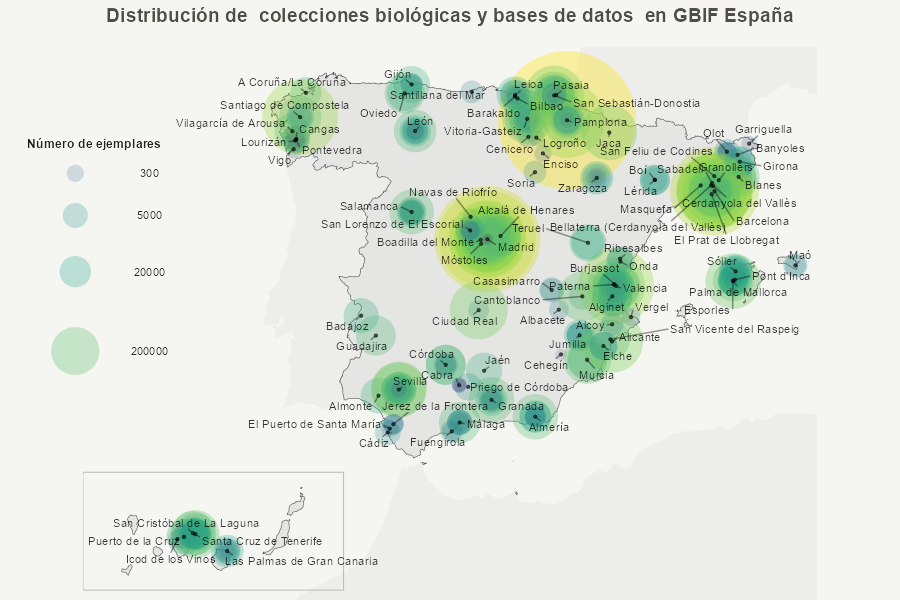 Distribución de colecciones biológicas y bases de datos en GBIF España
Número de ejemplares
300
5000
20000
200000
A Coruña/La Coruña
Santiago de Compostela
Vilagarcía de Arousa
Cangas
Lourizán
Pontevedra
Vigo
Gijón
Santillana del Mar
Oviedo
León
Leioa
Pasaia
Bilbao
San Sebastián-Donostia
Barakaldo
Pamplona
Vitoria-Gasteiz
Logroño
Jaca
Cenicero
Enciso
Soria
Zaragoza
Olot
Garriguella
Banyoles
San Feliu de Codines
Granollers
Girona
Boí
Sabadell
Lérida
Blanes
Cerdanyola del Vallès
Masquefa
Barcelona
Bellaterra (Cerdanyola del Vallès)
El Prat de Llobregat
Navas de Riofrío
Salamanca
Alcalá de Henares
San Lorenzo de El Escorial
Teruel
Boadilla del Monte
Madrid
Móstoles
Ribesalbes
Onda
Burjassot
Casasimarro
Paterna
Valencia
Cantoblanco
Alginet
Vergel
Ciudad Real
Albacete
Alcoy
San Vicente del Raspeig
Alicante
Jumilla
Elche
Cehegín
Murcia
Sóller
Maó
Pont d'Inca
Palma de Mallorca
Esporles
Badajoz
Guadajira
Córdoba
Jaén
Cabra
Sevilla
Priego de Córdoba
Almonte
Jerez de la Frontera
Granada
El Puerto de Santa María
Málaga
Almería
Cádiz
Fuengirola
San Cristóbal de La Laguna
Puerto de la Cruz
Santa Cruz de Tenerife
Icod de los Vinos
Las Palmas de Gran Canaria